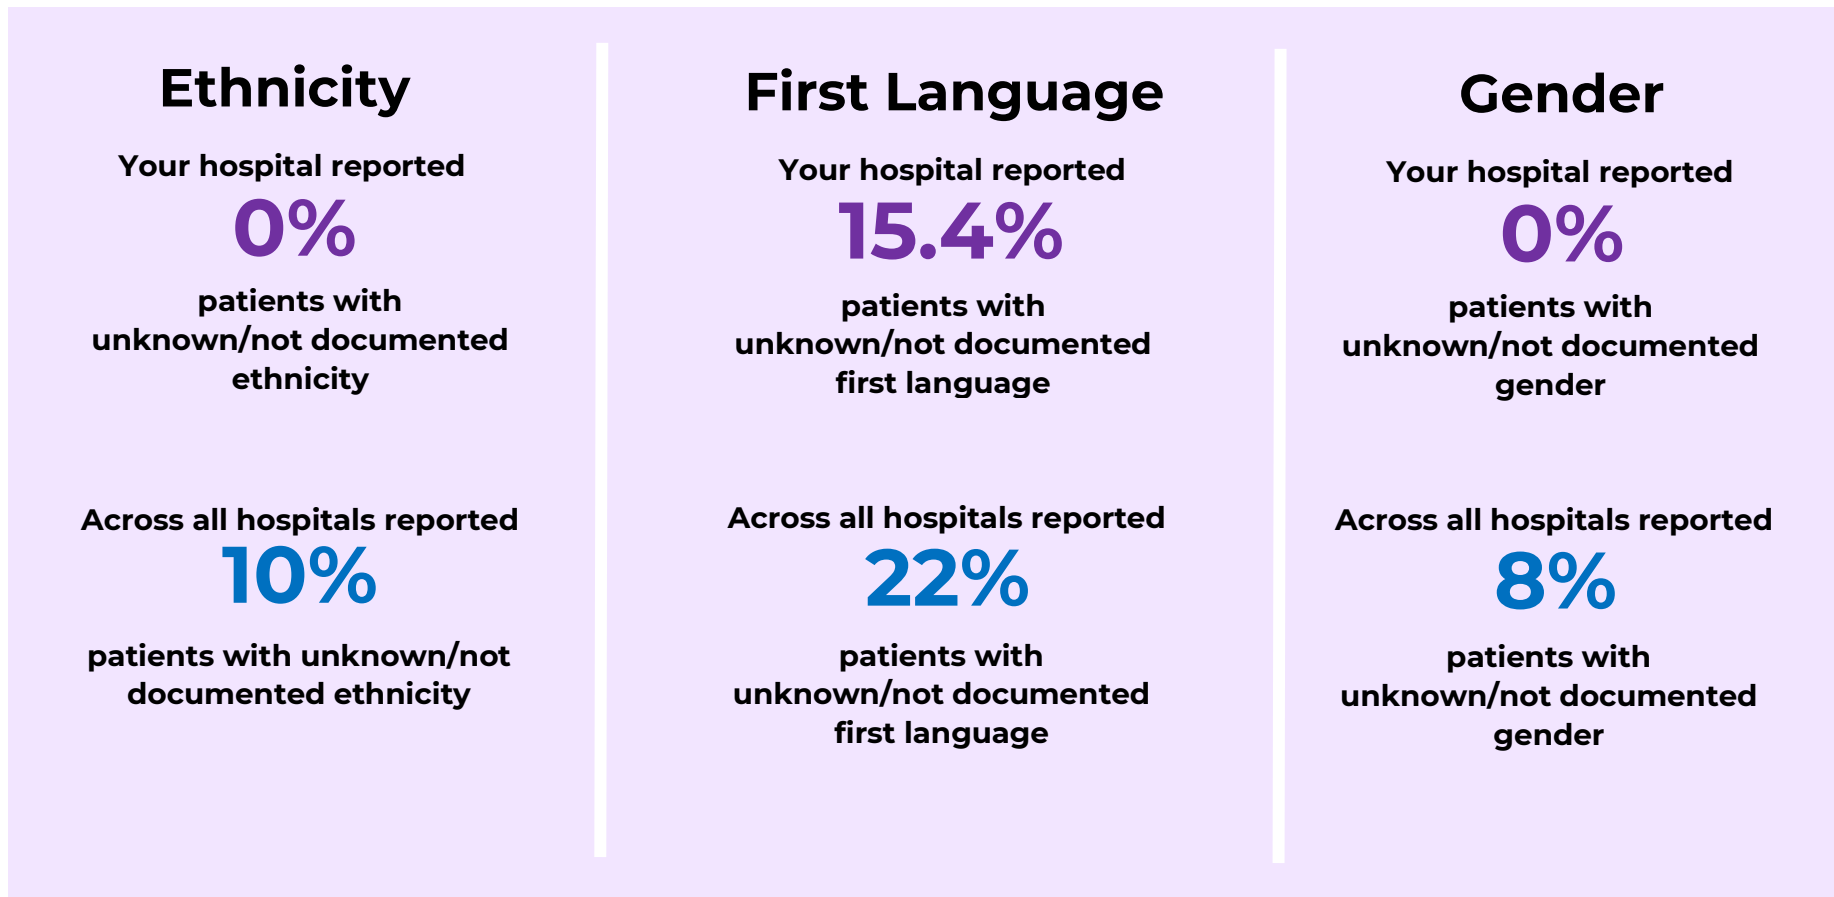 Ethnicity
Your hospital reported
0%
patients with
unknown/not documented
ethnicity
Across all hospitals reported
10%
patients with unknown/not
documented ethnicity
First Language
Your hospital reported
15.4%
patients with
unknown/not documented
first language
Across all hospitals reported
22%
patients with
unknown/not documented
first language
Gender
Your hospital reported
0%
patients with
unknown/not documented
gender
Across all hospitals reported
8%
patients with
unknown/not documented
gender